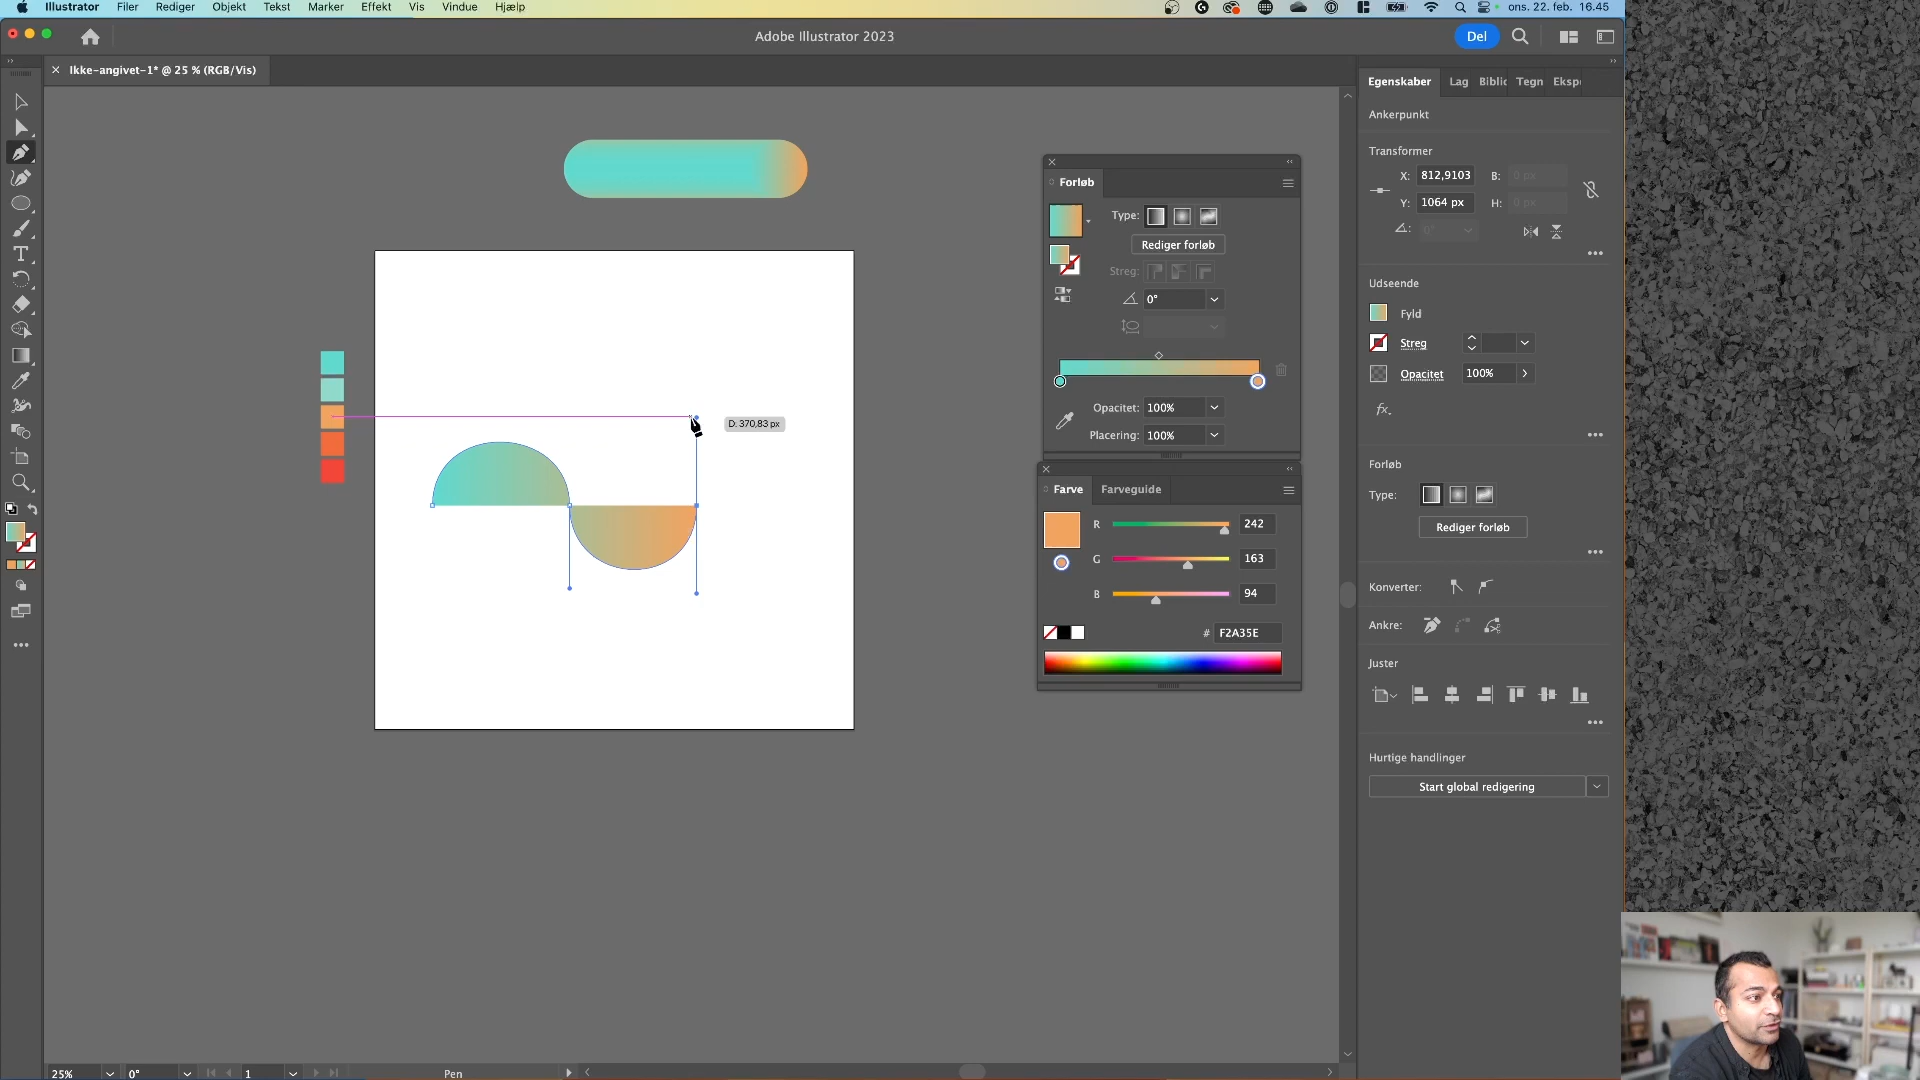 Illustrator Filer Rediger Objekt Tekst Marker Effekt Vis Vindue Hjælp ons. 22. feb. 16.45
Adobe Illustrator 2023
Del
Ikke-angivet-1* @ 25 % (RGB/Vis)
Egenskaber Lag Biblic Tegn Ekspo
Ankerpunkt
Transformer
X: 812,9103 B: 0 px
Y: 1064 px H: 0 px
0°
Udseende
Fyld
Streg
Opacitet 100%
fx.
Forløb
Type:
Rediger forløb
Konverter:
Ankre:
Juster
Hurtige handlinger
Start global redigering
Forløb
Type:
Rediger forløb
Streg:
0°
Opacitet: 100%
Placering: 100%
Farve Farveguide
R 242
G 163
B 94
# F2A35E
D: 370,83 px
25% 0° 1 Pen